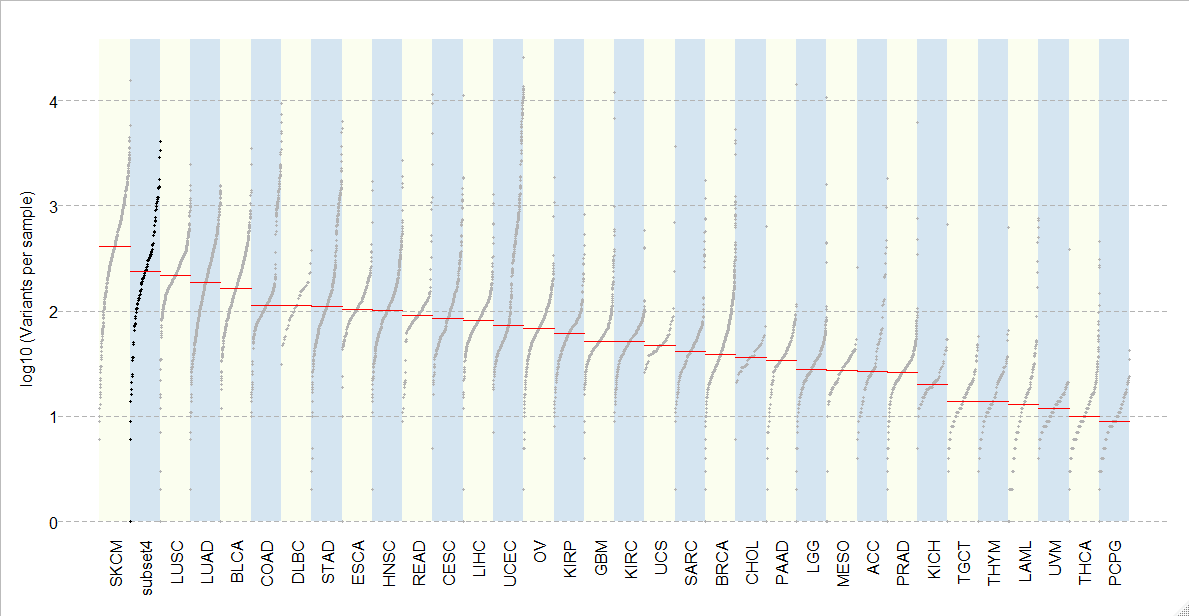 log10 (Variants per sample)
4
3
2
1
0
SKCM
subset4
LUSC
LUAD
BLCA
COAD
DLBC
STAD
ESCA
HNSC
READ
CESC
LIHC
UCEC
OV
KIRP
GBM
KIRC
UCS
SARC
BRCA
CHOL
PAAD
LGG
MESO
ACC
PRAD
KICH
TGCT
THYM
LAML
UVM
THCA
PCPG